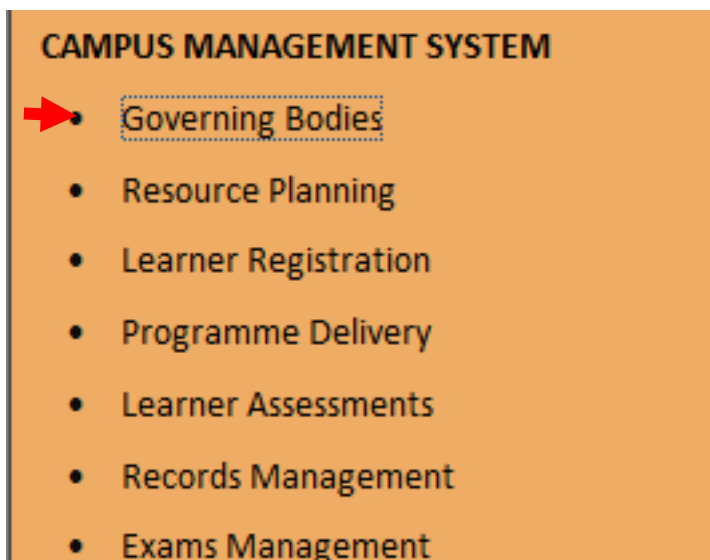 CAMPUS MANAGEMENT SYSTEM
• Governing Bodies
• Resource Planning
• Learner Registration
• Programme Delivery
• Learner Assessments
• Records Management
• Exams Management